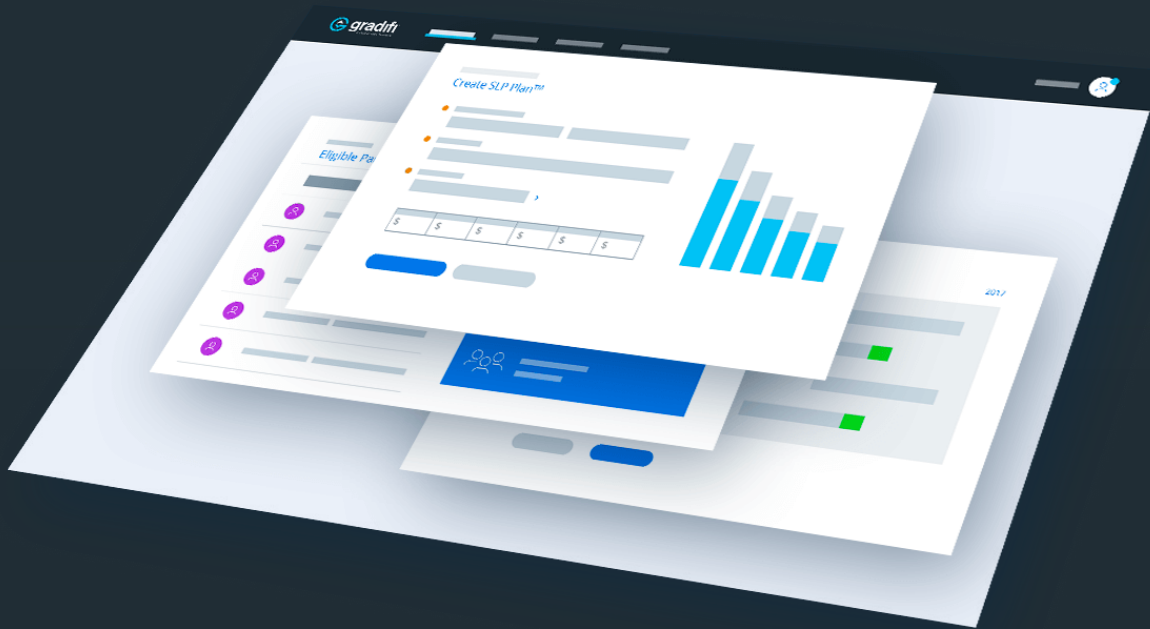 gradifi
Create SLP Plan™
Eligible Pa
$ $ $ $ $ $
2017